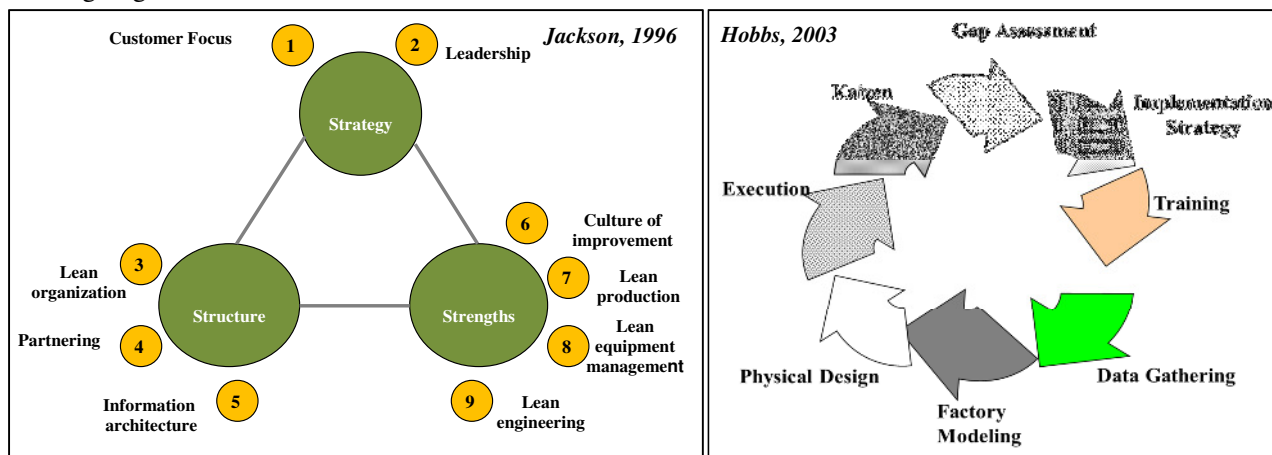 Customer Focus
1
2
Leadership
Jackson, 1996
Strategy
6
Culture of
improvement
3
Lean
organization
7
Lean
production
Structure
Strengths
Partnering
4
8
Lean
equipment
management
Information
architecture
5
9
Lean
engineering
Hobbs, 2003
Gap Assessment
Kaizen
Implementation
Strategy
Execution
Training
Physical Design
Data Gathering
Factory
Modeling